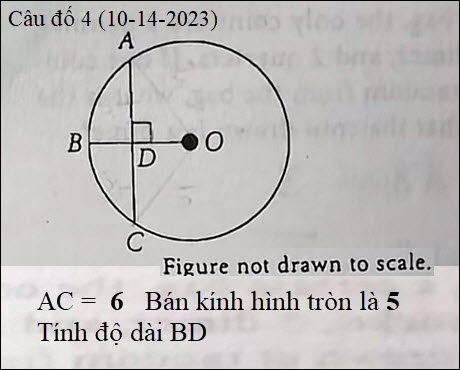 Câu đố 4 (10-14-2023)
A
B
D
O
C
Figure not drawn to scale.
AC = 6 Bán kính hình tròn là 5
Tính độ dài BD